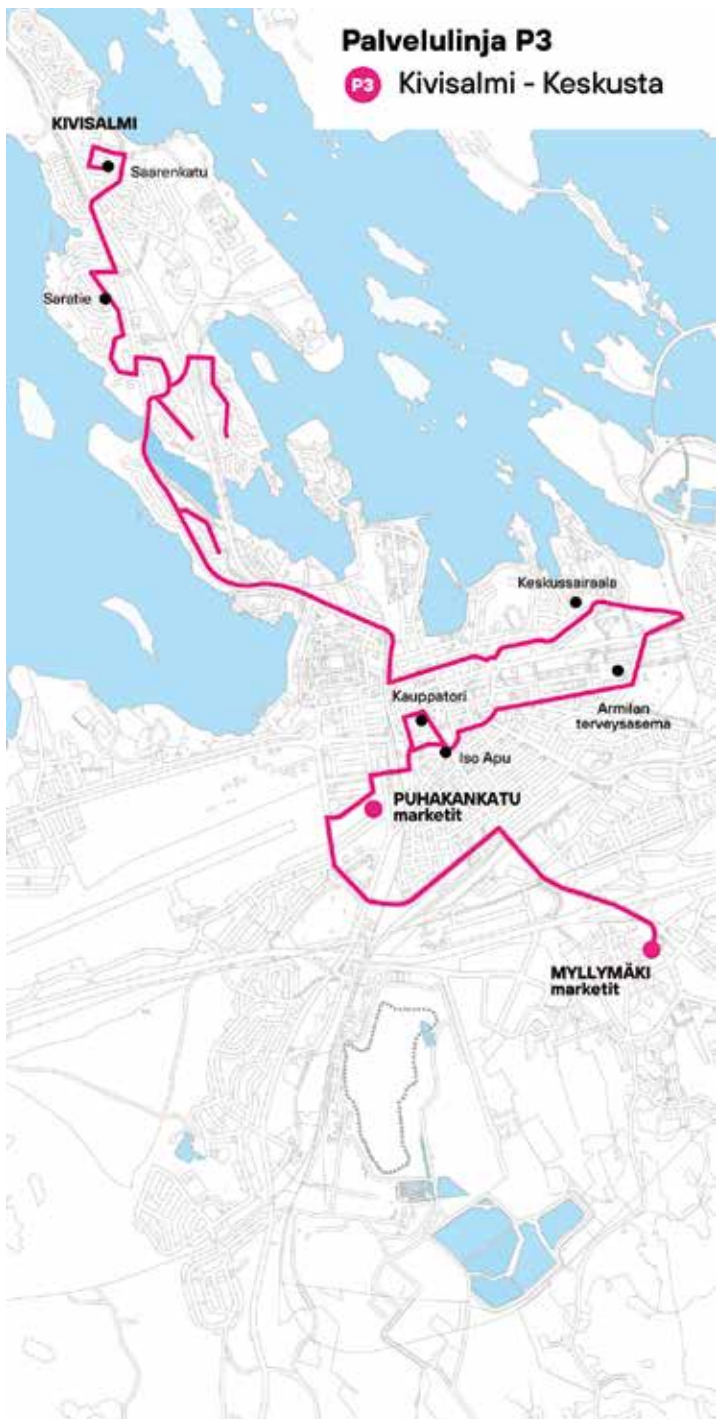 Palvelulinja P3
P3 Kivisalmi - Keskusta
KIVISALMI
Saarenkatu
Saratie
Keskussairaala
Kauppatori
Armilan
terveysasema
Iso Apu
PUHAKANKATU
marketit
MYLLYMÄKI
marketit